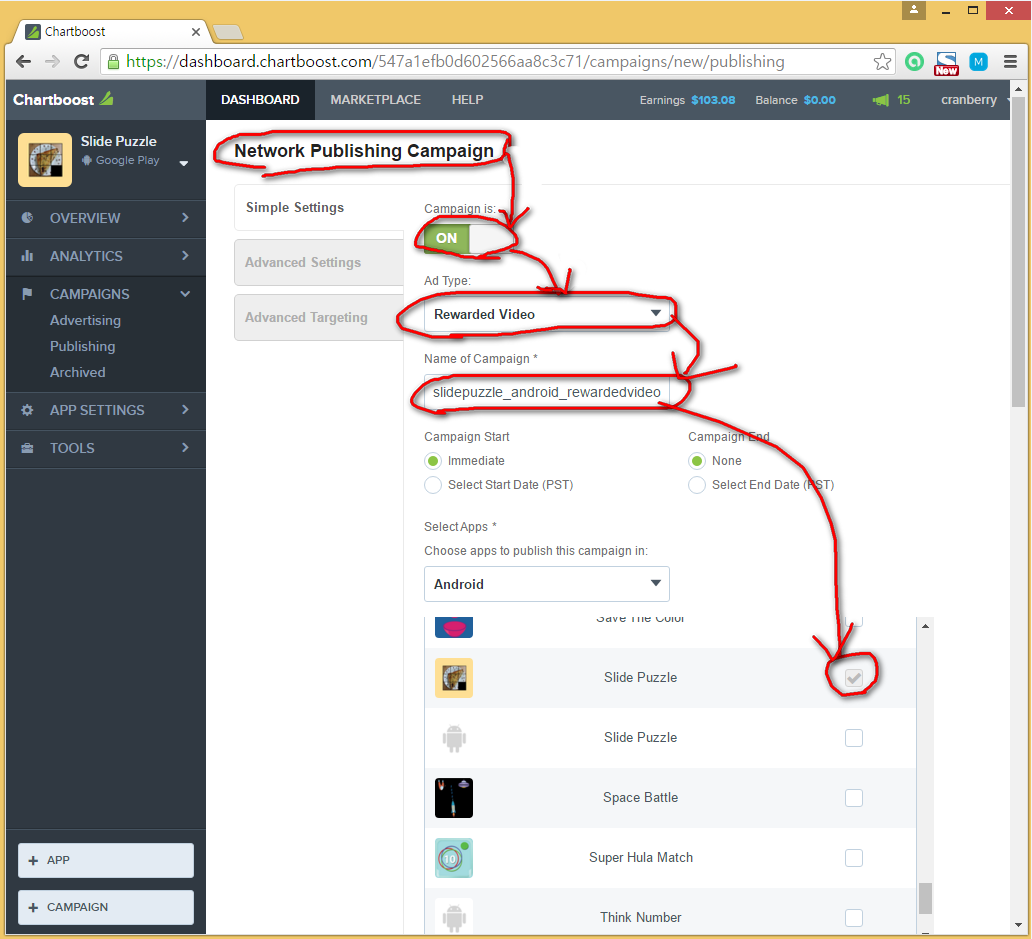 Chartboost
https://dashboard.chartboost.com/547a1efb0d602566aa8c3c71/campaigns/new/publishing
New
M
Chartboost
DASHBOARD
MARKETPLACE
HELP
Earnings $103.08
Balance $0.00
15
cranberry
Slide Puzzle
Google Play
OVERVIEW
ANALYTICS
CAMPAIGNS
Advertising
Publishing
Archived
APP SETTINGS
TOOLS
+ APP
+ CAMPAIGN
Network Publishing Campaign
Simple Settings
Advanced Settings
Advanced Targeting
Campaign is:
ON
Ad Type:
Rewarded Video
Name of Campaign *
slidepuzzle_android_rewardedvideo
Campaign Start
Immediate
Select Start Date (PST)
Campaign End
None
Select End Date (PST)
Select Apps *
Choose apps to publish this campaign in:
Android
Save The Color
Slide Puzzle
Slide Puzzle
Space Battle
10
Super Hula Match
Think Number